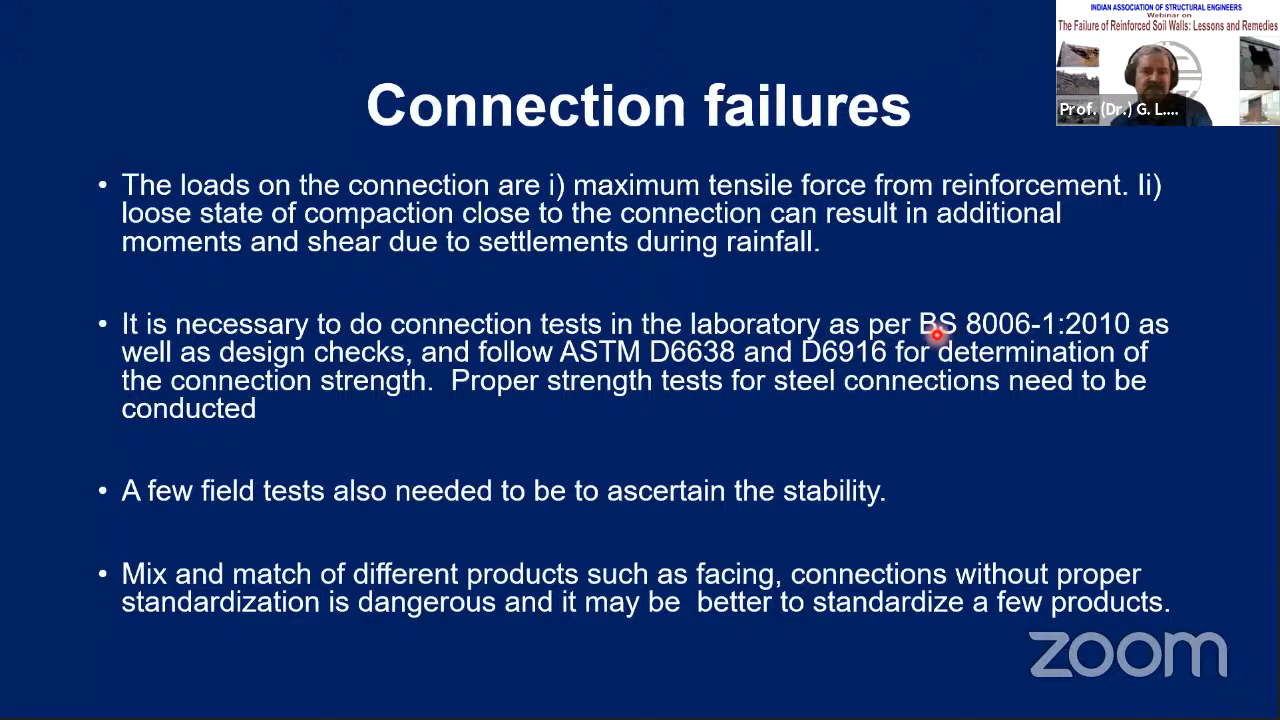 INDIAN ASSOCIATION OF STRUCTURAL ENGINEERS
Webinar on
The Failure of Reinforced Soil Walls: Lessons and Remedies
Prof. (Dr.) G. L....
Connection failures
• The loads on the connection are i) maximum tensile force from reinforcement. Ii)
loose state of compaction close to the connection can result in additional
moments and shear due to settlements during rainfall.
• It is necessary to do connection tests in the laboratory as per BS 8006-1:2010 as
well as design checks, and follow ASTM D6638 and D6916 for determination of
the connection strength.  Proper strength tests for steel connections need to be
conducted
• A few field tests also needed to be to ascertain the stability.
• Mix and match of different products such as facing, connections without proper
standardization is dangerous and it may be  better to standardize a few products.
zoom